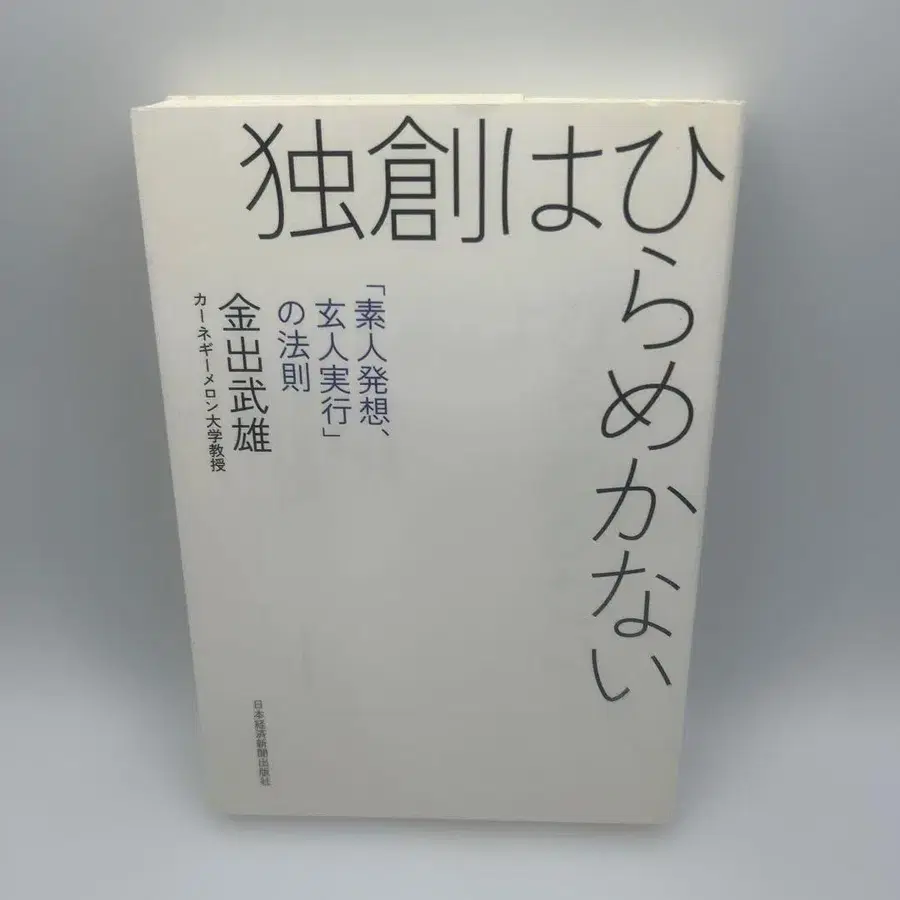 独創はひらめかない
「素人発想、
玄人実行」
の法則
金出武雄
カーネギーメロン大学教授
日本経済新聞出版社